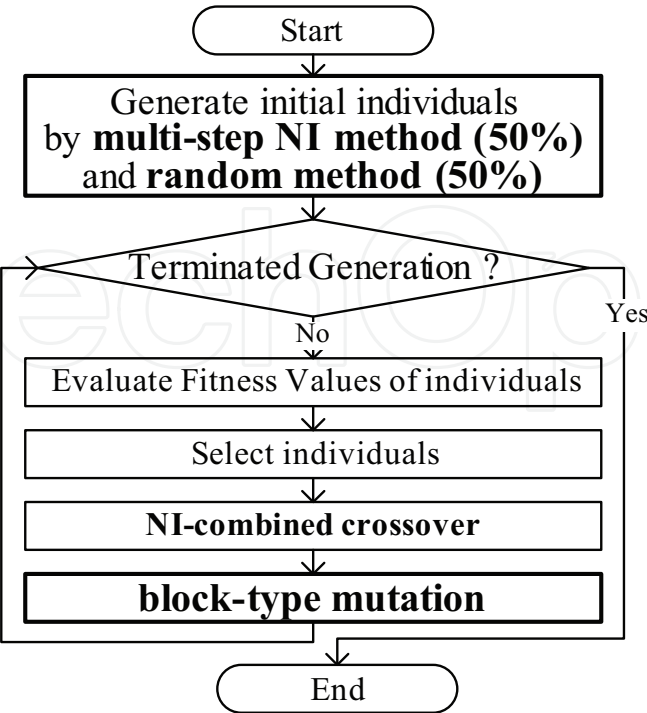 Start
Generate initial individuals
by multi-step NI method (50%)
and random method (50%)
Terminated Generation ?
Yes
No
Evaluate Fitness Values of individuals
Select individuals
NI-combined crossover
block-type mutation
End